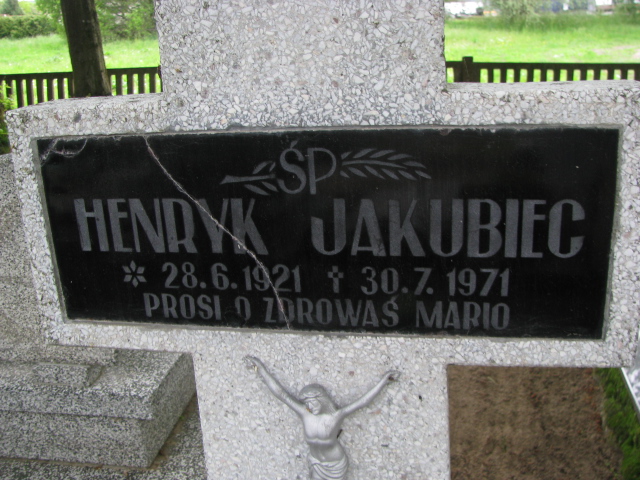 ŚP
HENRYK JAKUBIEC
* 28.6.1921 † 30.7.1971
PROSI O ZDROWAŚ MARIO